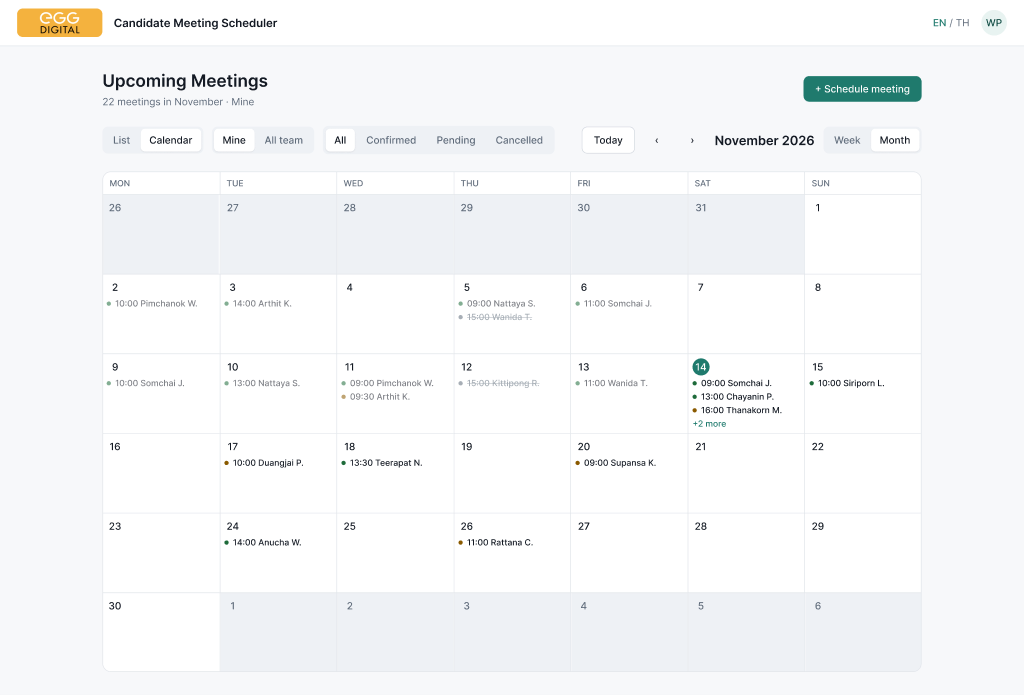 egg
DIGITAL
Candidate Meeting Scheduler
EN / TH
WP
Upcoming Meetings
22 meetings in November · Mine
+ Schedule meeting
List Calendar
Mine All team
All Confirmed Pending Cancelled
Today ‹ › November 2026
Week Month
MON TUE WED THU FRI SAT SUN
26 27 28 29 30 31 1
2
10:00 Pimchanok W.
3
14:00 Arthit K.
4
5
09:00 Nattaya S.
15:00 Wanida T.
6
11:00 Somchai J.
7
8
9
10:00 Somchai J.
10
13:00 Nattaya S.
11
09:00 Pimchanok W.
09:30 Arthit K.
12
15:00 Kittipong R.
13
11:00 Wanida T.
14
09:00 Somchai J.
13:00 Chayanin P.
16:00 Thanakorn M.
+2 more
15
10:00 Siriporn L.
16
17
10:00 Duangjai P.
18
13:30 Teerapat N.
19
20
09:00 Supansa K.
21
22
23
24
14:00 Anucha W.
25
26
11:00 Rattana C.
27
28
29
30 1 2 3 4 5 6